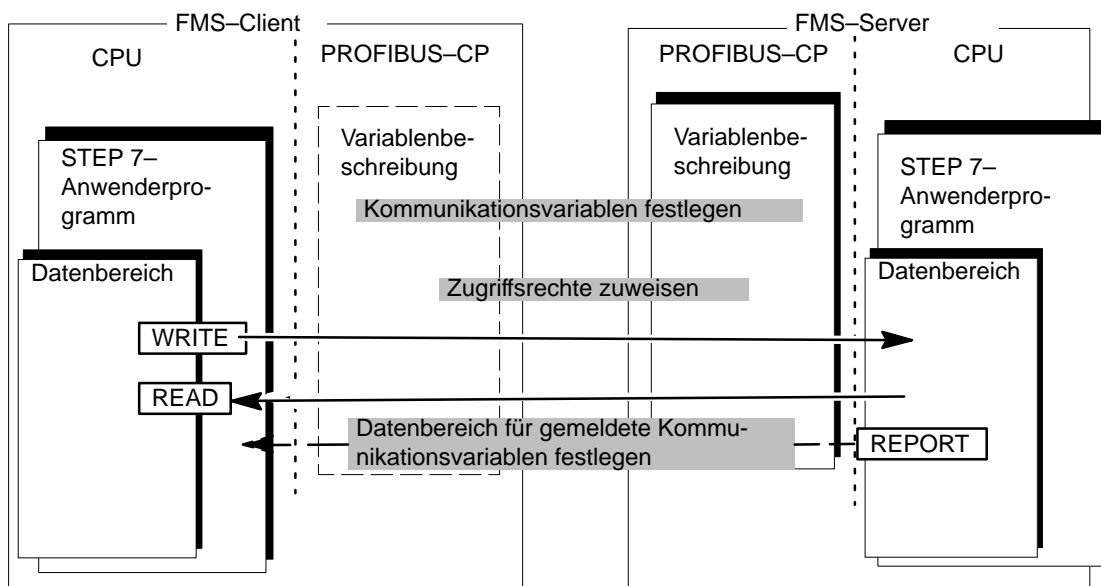 FMS–Client
FMS–Server
CPU
PROFIBUS–CP
PROFIBUS–CP
CPU
Variablenbe-
schreibung
Variablenbe-
schreibung
STEP 7–
Anwenderpro-
gramm
STEP 7–
Anwenderpro-
gramm
Kommunikationsvariablen festlegen
Datenbereich
Datenbereich
Zugriffsrechte zuweisen
WRITE
READ
Datenbereich für gemeldete Kommu-
nikationsvariablen festlegen
REPORT